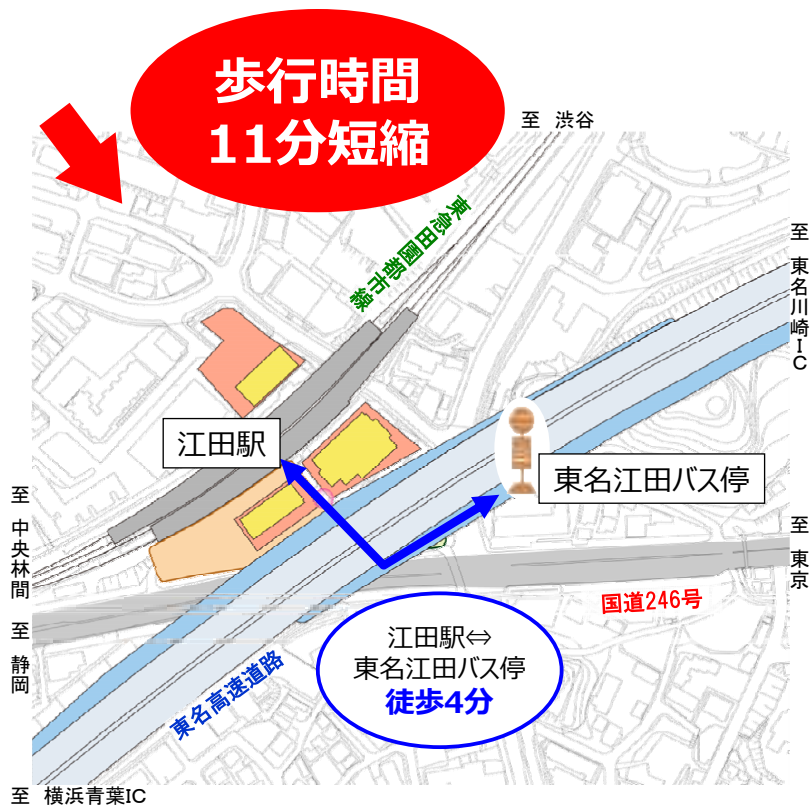 歩行時間
11分短縮
至 渋谷
東急田園都市線
至 東名川崎IC
江田駅
東名江田バス停
至 中央林間
至 東京
国道246号
至 静岡
江田駅⇔
東名江田バス停
徒歩4分
東名高速道路
至 横浜青葉IC